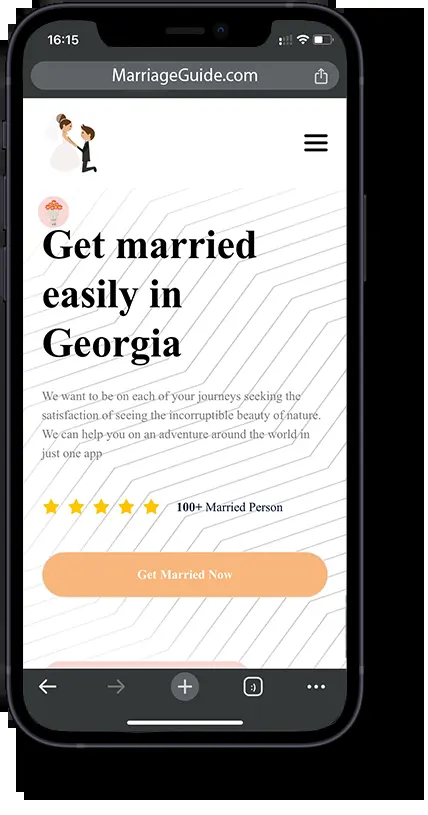 16:15
MarriageGuide.com
Get married
easily in
Georgia
We want to be on each of your journeys seeking the
satisfaction of seeing the incorruptible beauty of nature.
We can help you on an adventure around the world in
just one app
100+ Married Person
Get Married Now
:)